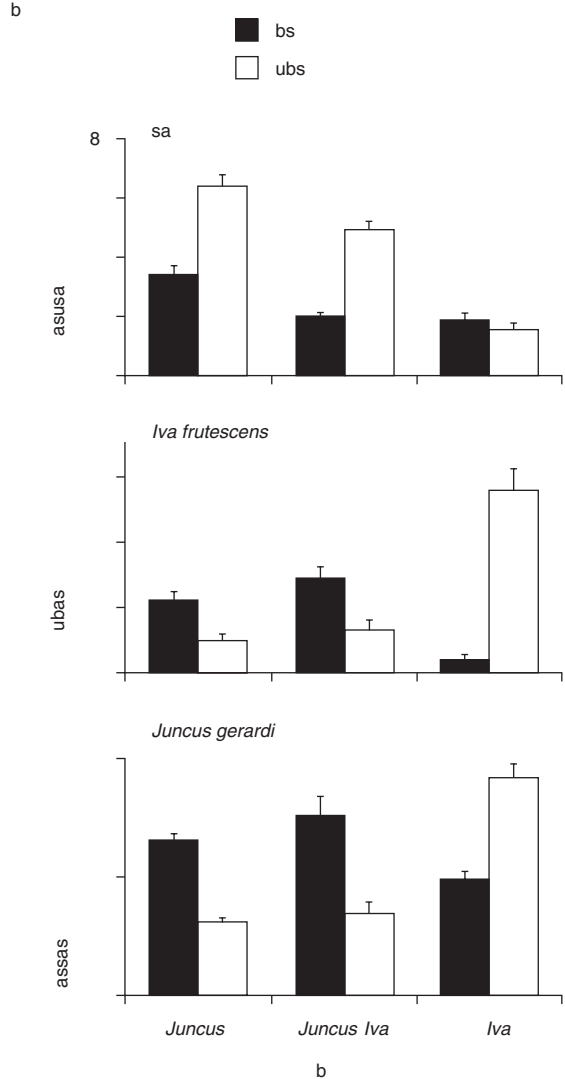 b
bs
ubs
8
sa
asusa
Iva frutescens
ubas
Juncus gerardi
assas
Juncus
Juncus Iva
Iva
b